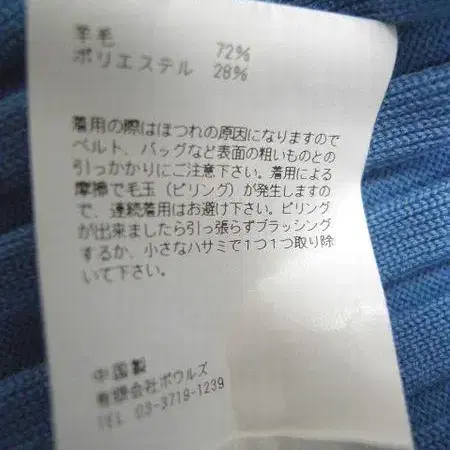 羊毛 72%
ポリエステル 28%
着用の際はほつれの原因になりますので
ベルト、バッグなど表面の粗いものとの
引っかかりにご注意下さい。着用による
摩擦で毛玉(ピリング)が発生しますの
で、連続着用はお避け下さい。ピリング
が出来ましたら引っ張らずブラッシング
するか、小さなハサミで1つ1つ取り除
いて下さい。
中国製
有限会社ボウルズ
TEL 03-3719-1239